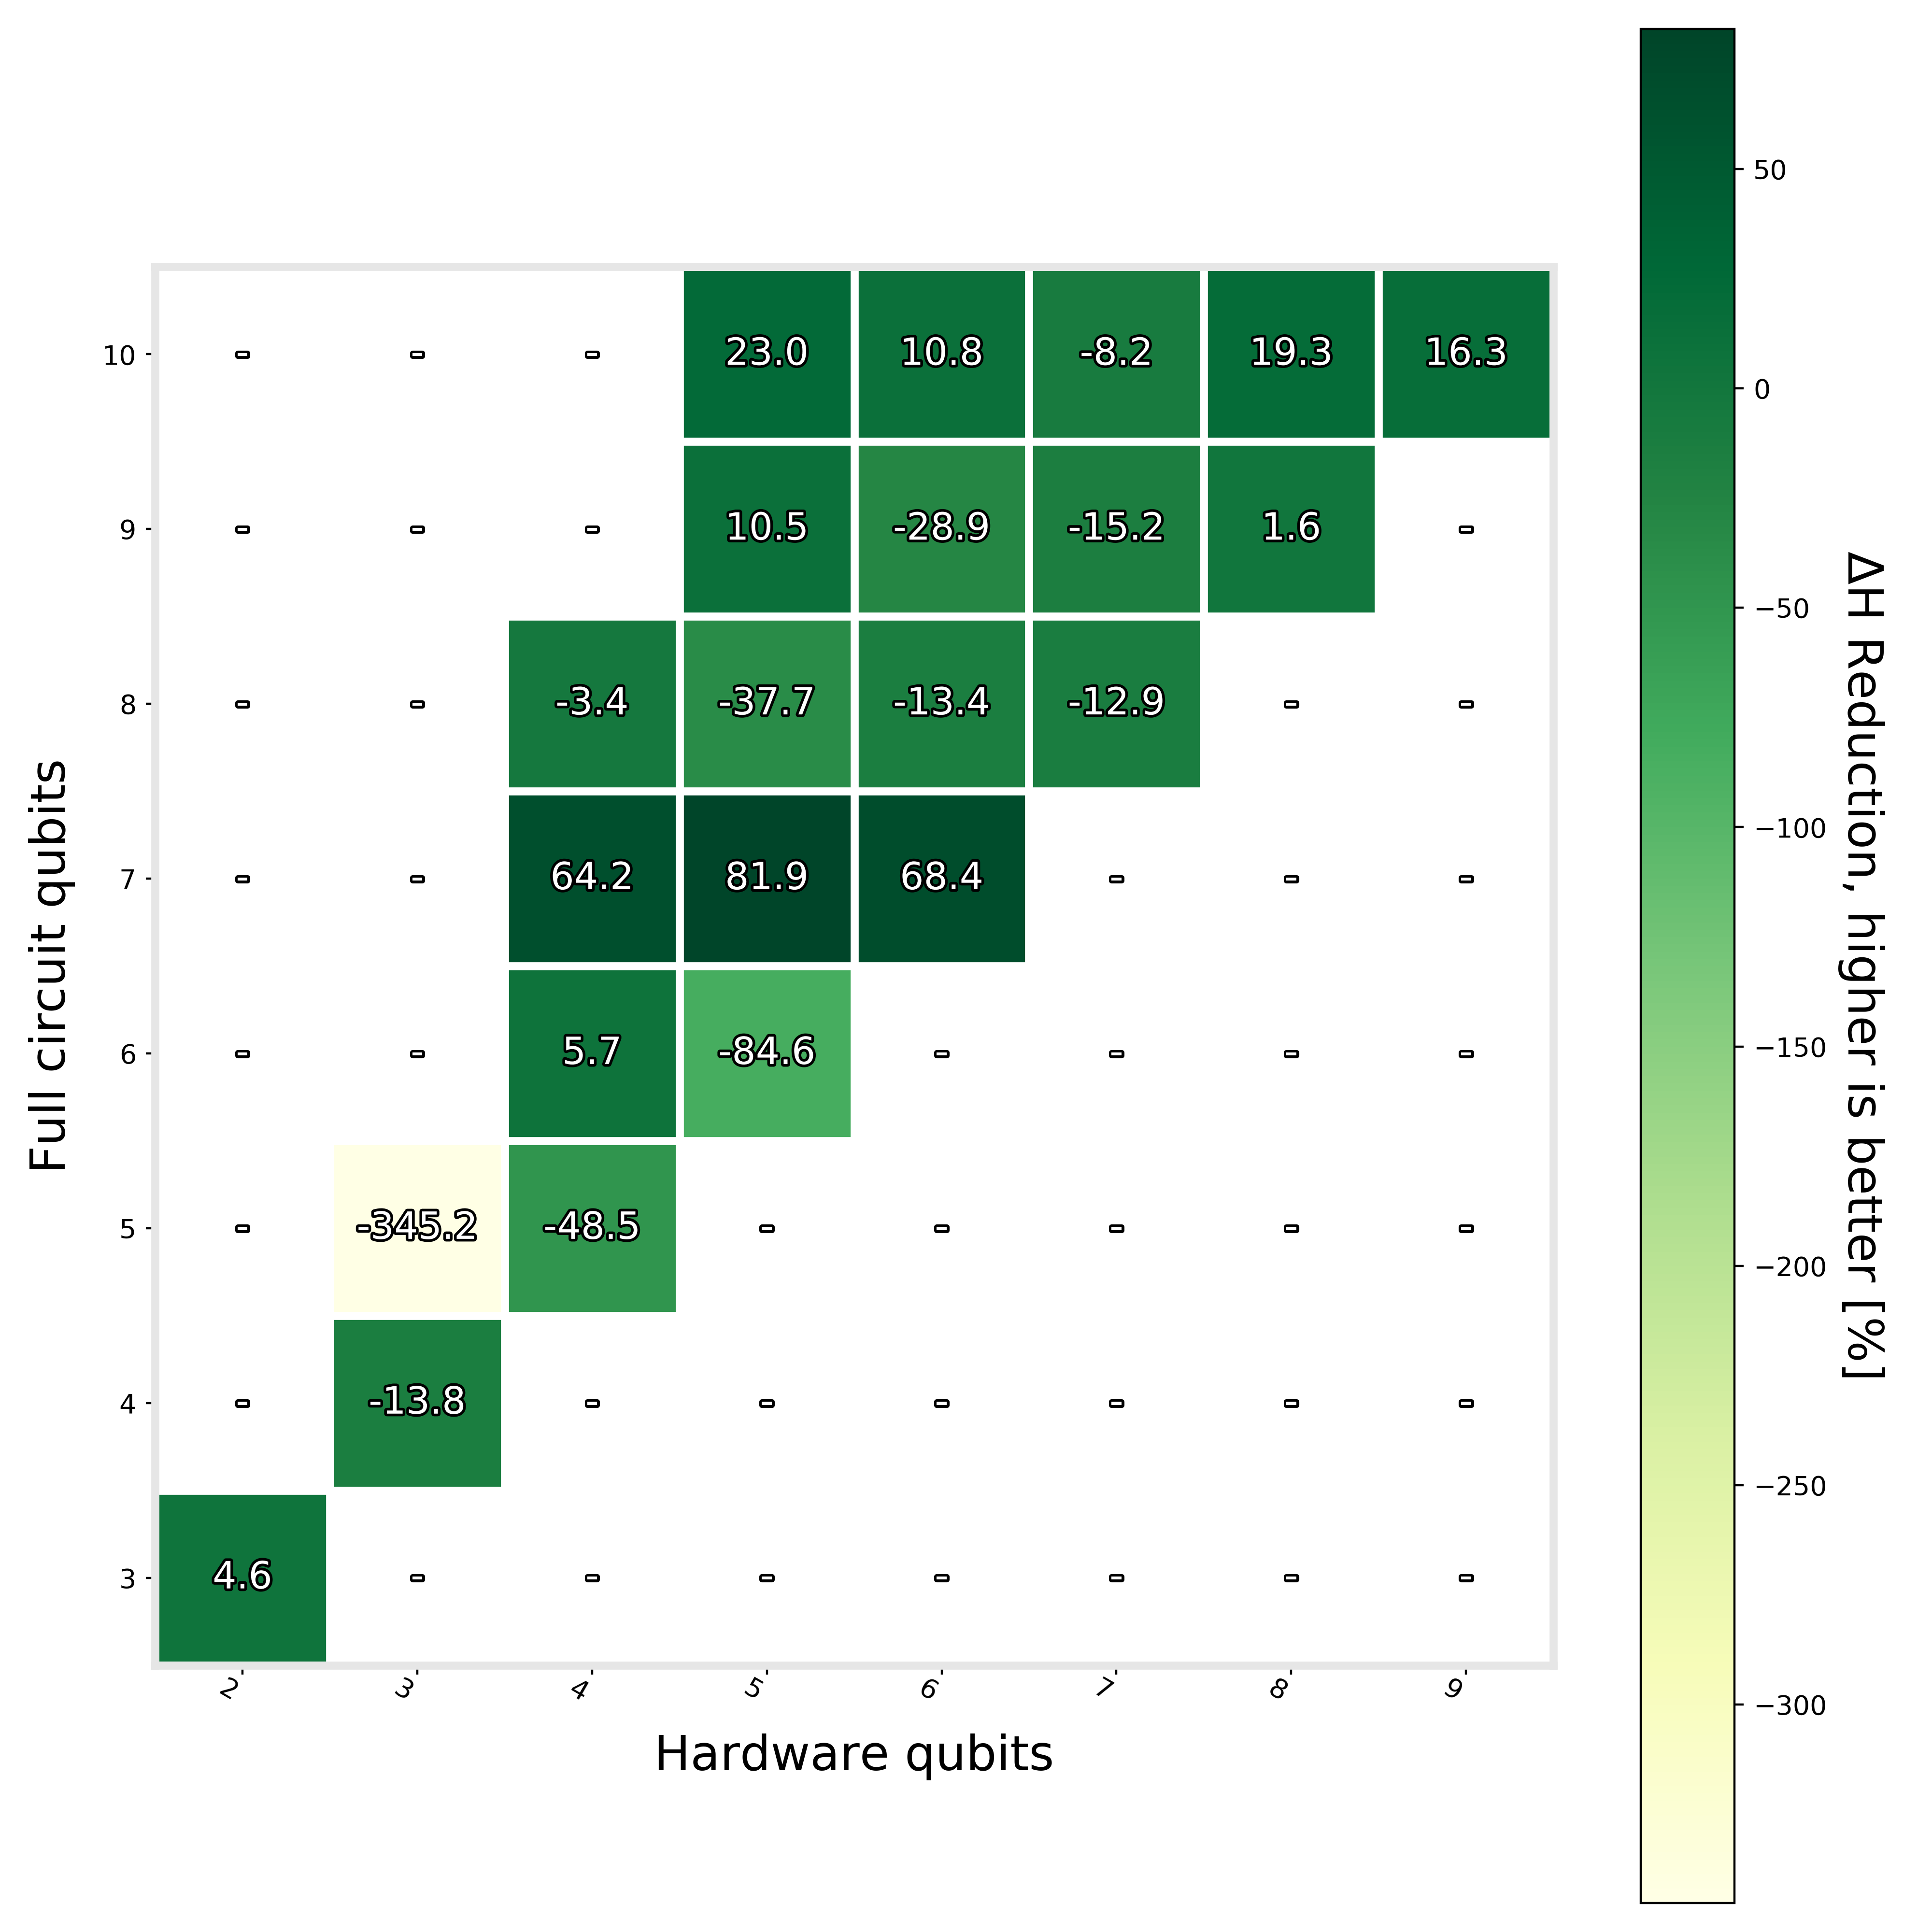 10 - - - 23.0 10.8 -8.2 19.3 16.3
9 - - - 10.5 -28.9 -15.2 1.6 -
8 - - -3.4 -37.7 -13.4 -12.9 - -
7 - - 64.2 81.9 68.4 - - -
6 - - 5.7 -84.6 - - - -
5 - -345.2 -48.5 - - - - -
4 - -13.8 - - - - - -
3 4.6 - - - - - - -
2 3 4 5 6 7 8 9
Hardware qubits
Full circuit qubits
50
0
−50
−100
−150
−200
−250
−300
ΔH Reduction, higher is better [%]